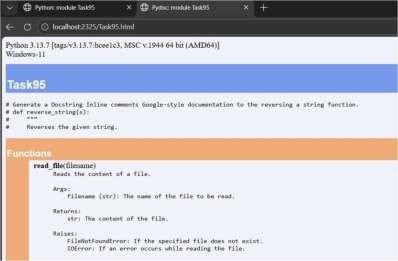 Python: module Task95
Pydoc: module Task95
localhost:2325/Task95.html
Python 3.13.7 [tags/v3.13.7:bcee1c3, MSC v.1944 64 bit (AMD64)]
Windows-11
Task95
# Generate a Docstring Inline comments Google-style documentation to the reversing a string function.
# def reverse_string(s):
#     """
#     Reverses the given string.
Functions
read_file(filename)
Reads the content of a file.
Args:
filename (str): The name of the file to be read.
Returns:
str: The content of the file.
Raises:
FileNotFoundError: If the specified file does not exist.
IOError: If an error occurs while reading the file.